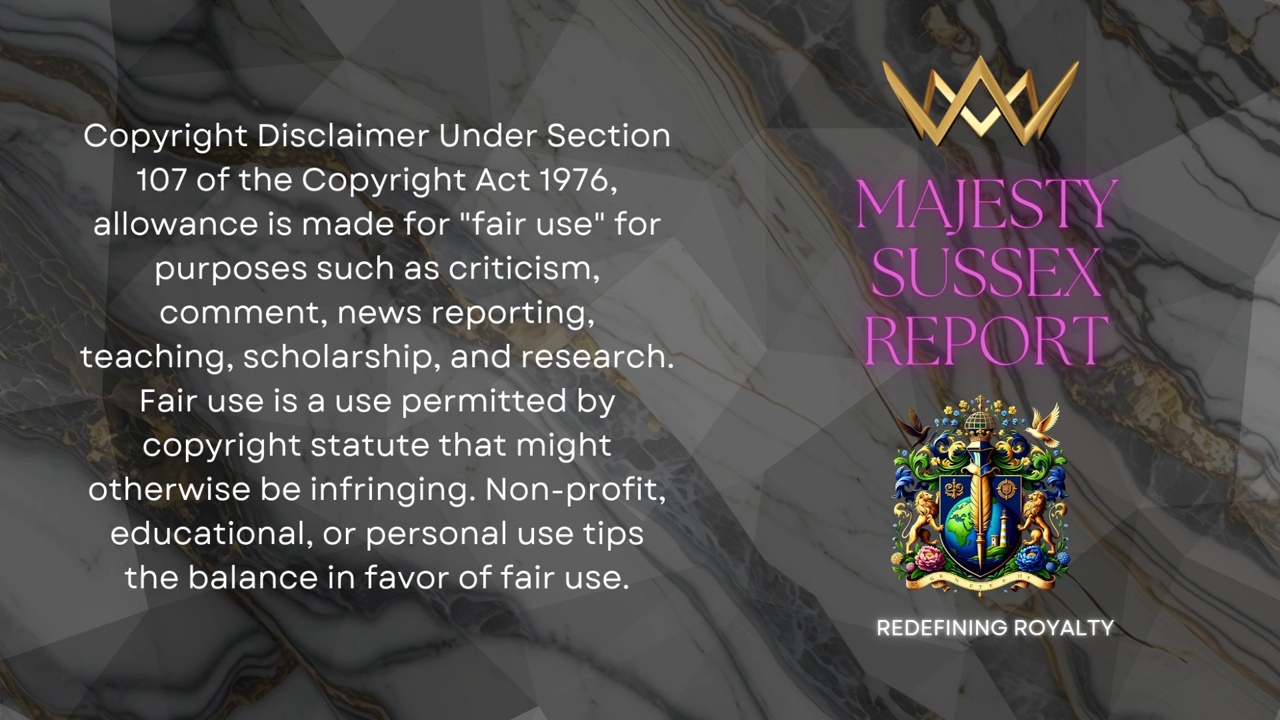 Copyright Disclaimer Under Section
107 of the Copyright Act 1976,
allowance is made for "fair use" for
purposes such as criticism,
comment, news reporting,
teaching, scholarship, and research.
Fair use is a use permitted by
copyright statute that might
otherwise be infringing. Non-profit,
educational, or personal use tips
the balance in favor of fair use.
MAJESTY
SUSSEX
REPORT
REDEFINING ROYALTY